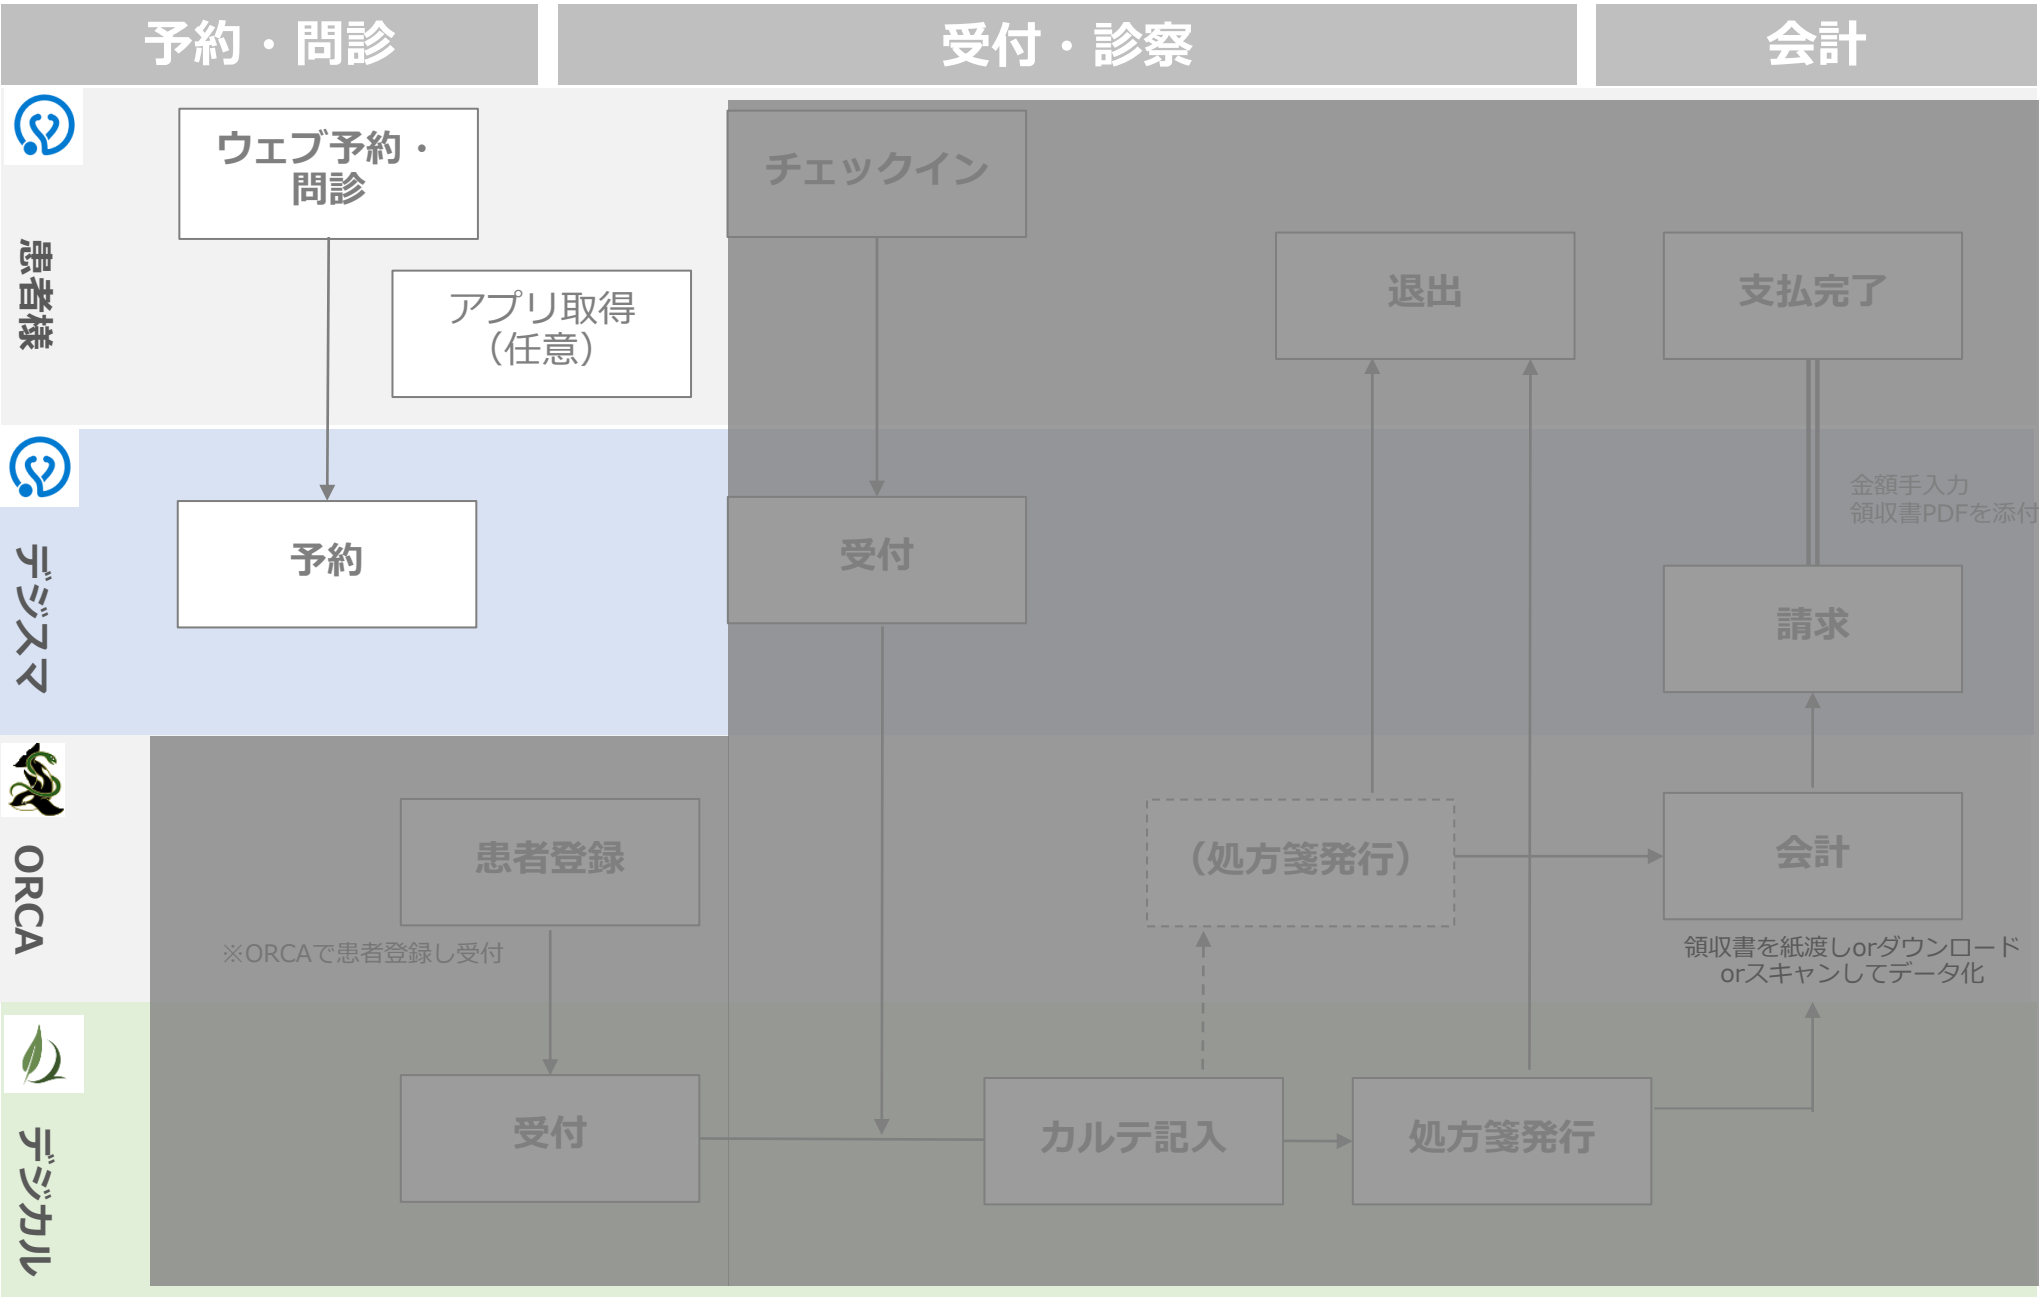 予約・問診
受付・診察
会計
患者様
ウェブ予約・
問診
アプリ取得
（任意）
チェックイン
退出
支払完了
デジスマ
予約
受付
金額手入力
領収書PDFを添付
請求
ORCA
患者登録
※ORCAで患者登録し受付
（処方箋発行）
会計
領収書を紙渡しorダウンロード
orスキャンしてデータ化
デジカル
受付
カルテ記入
処方箋発行